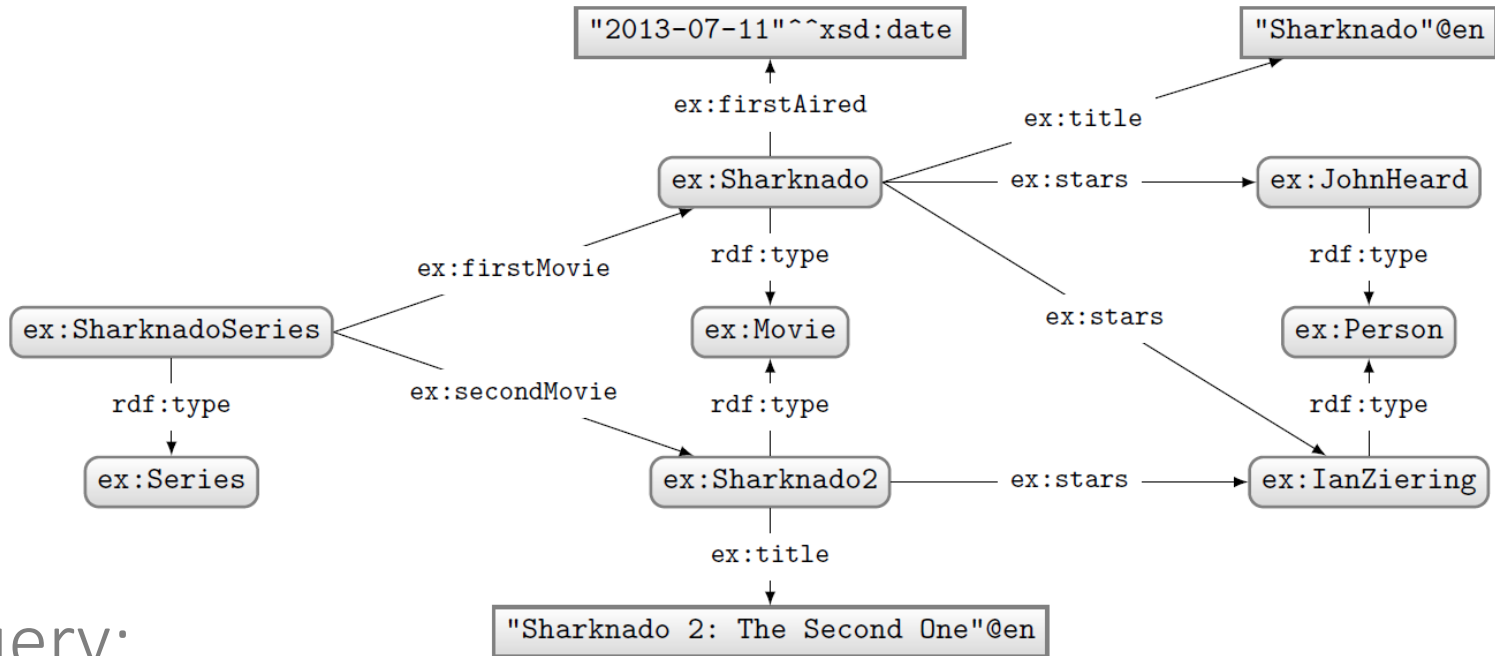 "2013-07-11"^^xsd:date
"Sharknado"@en
ex:firstAired
ex:title
ex:Sharknado
ex:stars
ex:JohnHeard
rdf:type
rdf:type
ex:firstMovie
ex:stars
ex:SharknadoSeries
ex:Movie
ex:Person
ex:secondMovie
rdf:type
rdf:type
rdf:type
ex:Series
ex:Sharknado2
ex:stars
ex:IanZiering
ex:title
"Sharknado 2: The Second One"@en